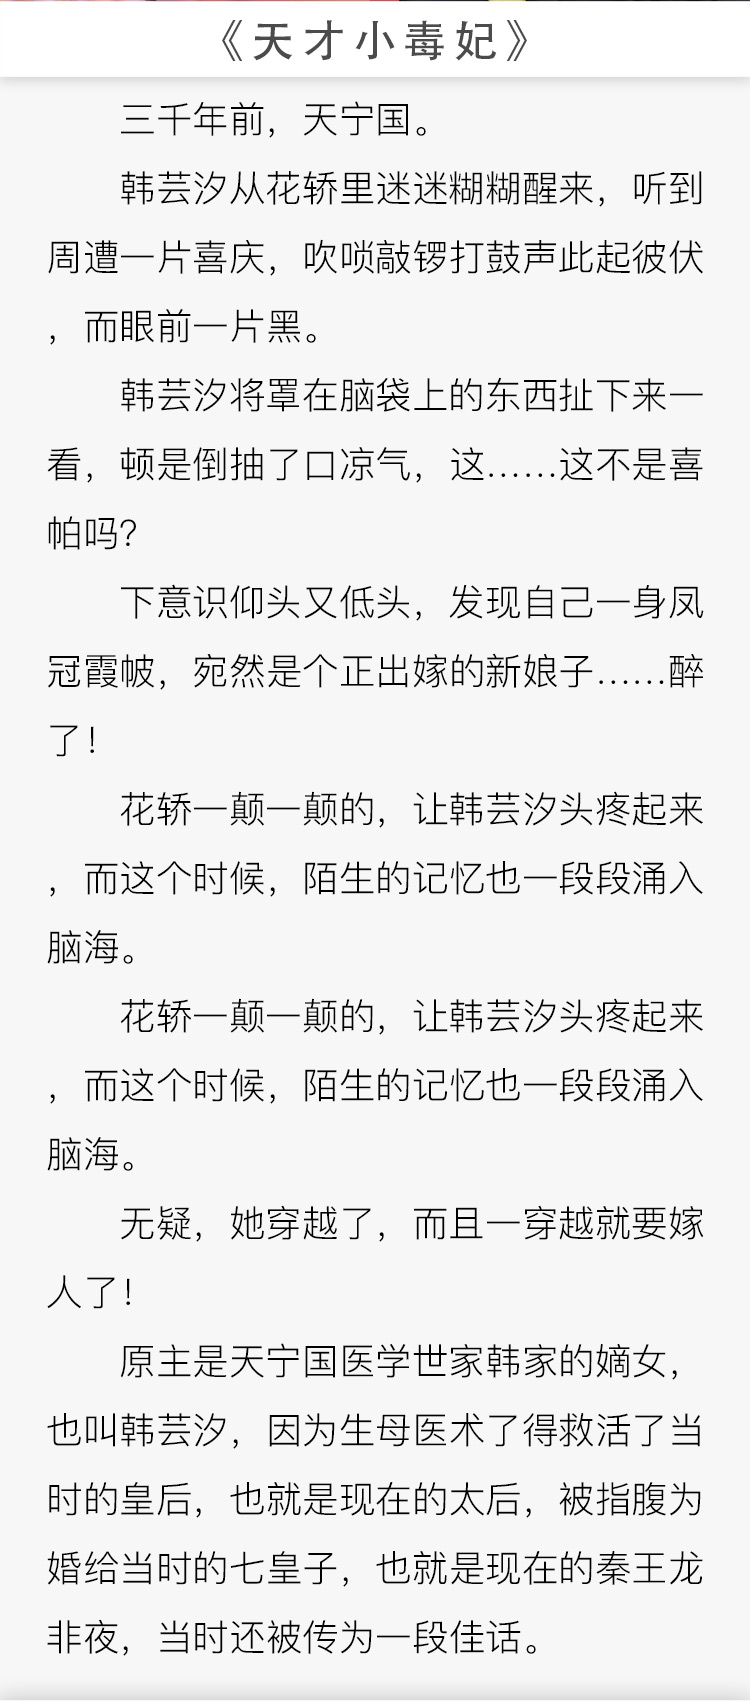 《天才小毒妃》
三千年前，天宁国。
韩芸汐从花轿里迷迷糊糊醒来，听到
周遭一片喜庆，吹唢敲锣打鼓声此起彼伏
，而眼前一片黑。
韩芸汐将罩在脑袋上的东西扯下来一
看，顿是倒抽了口凉气，这……这不是喜
帕吗？
下意识仰头又低头，发现自己一身凤
冠霞帔，宛然是个正出嫁的新娘子……醉
了！
花轿一颠一颠的，让韩芸汐头疼起来
，而这个时候，陌生的记忆也一段段涌入
脑海。
花轿一颠一颠的，让韩芸汐头疼起来
，而这个时候，陌生的记忆也一段段涌入
脑海。
无疑，她穿越了，而且一穿越就要嫁
人了！
原主是天宁国医学世家韩家的嫡女，
也叫韩芸汐，因为生母医术了得救活了当
时的皇后，也就是现在的太后，被指腹为
婚给当时的七皇子，也就是现在的秦王龙
非夜，当时还被传为一段佳话。